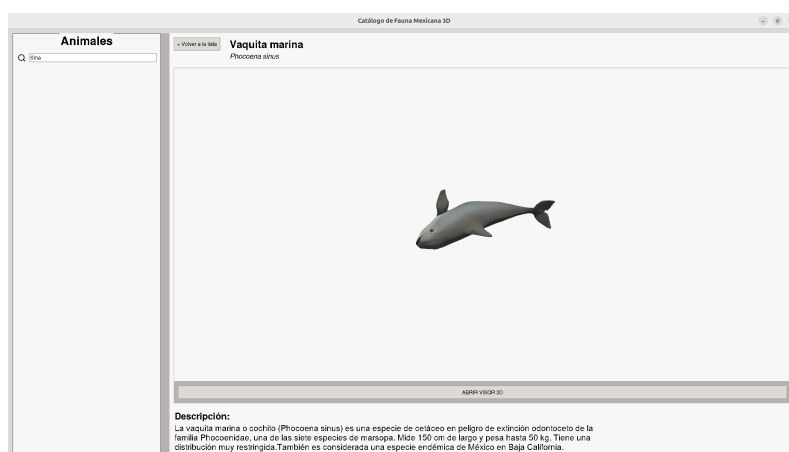 Catálogo de Fauna Mexicana 3D
Animales
Sina
« Volver a la lista
Vaquita marina
Phocoena sinus
ABRIR VISOR 3D
Descripción:
La vaquita marina o cochito (Phocoena sinus) es una especie de cetáceo en peligro de extinción odontoceto de la
familia Phocoenidae, una de las siete especies de marsopa. Mide 150 cm de largo y pesa hasta 50 kg. Tiene una
distribución muy restringida.También es considerada una especie endémica de México en Baja California.